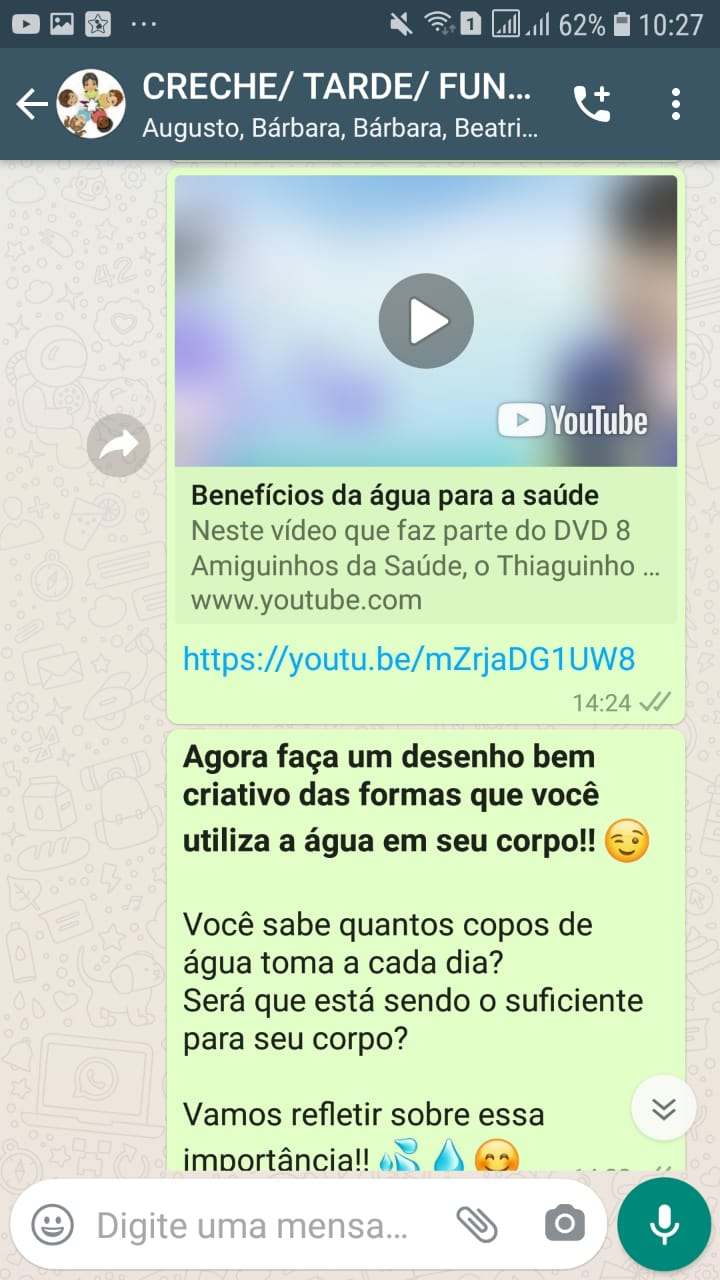 62% 10:27
CRECHE/ TARDE/ FUN...
Augusto, Bárbara, Bárbara, Beatri...
YouTube
Benefícios da água para a saúde
Neste vídeo que faz parte do DVD 8
Amiguinhos da Saúde, o Thiaguinho ...
www.youtube.com
https://youtu.be/mZrjaDG1UW8
14:24
Agora faça um desenho bem
criativo das formas que você
utiliza a água em seu corpo!! 😉
Você sabe quantos copos de
água toma a cada dia?
Será que está sendo o suficiente
para seu corpo?
Vamos refletir sobre essa
importância!! 💦 💧 😊
Digite uma mensa...